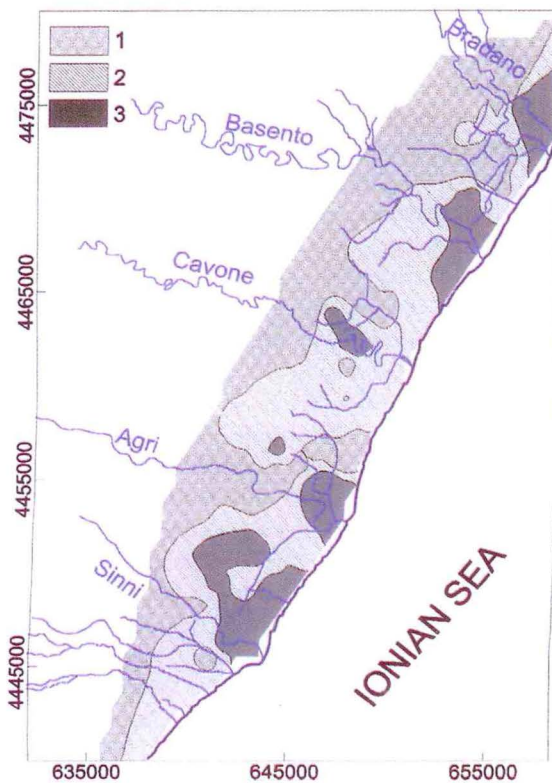 1
2
3
Bradano
Basento
Cavone
Agri
Sinni
IONIAN SEA
4475000
4465000
4455000
4445000
635000 645000 655000